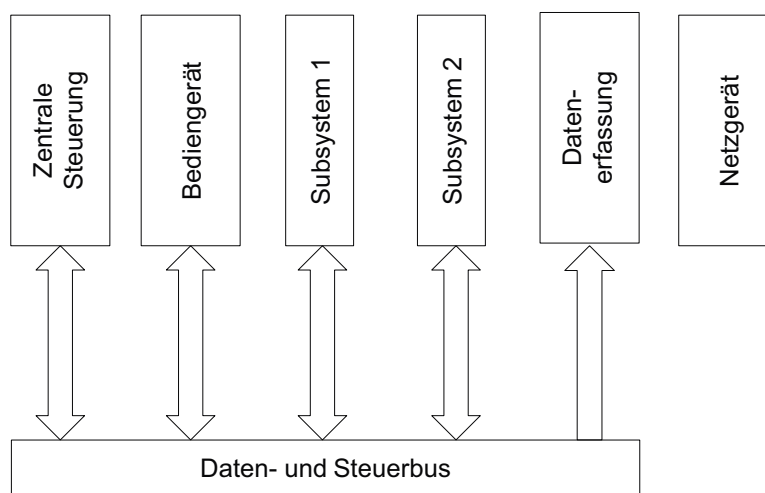 Zentrale
Steuerung
Bediengerät
Subsystem 1
Subsystem 2
Daten-
erfassung
Netzgerät
Daten- und Steuerbus